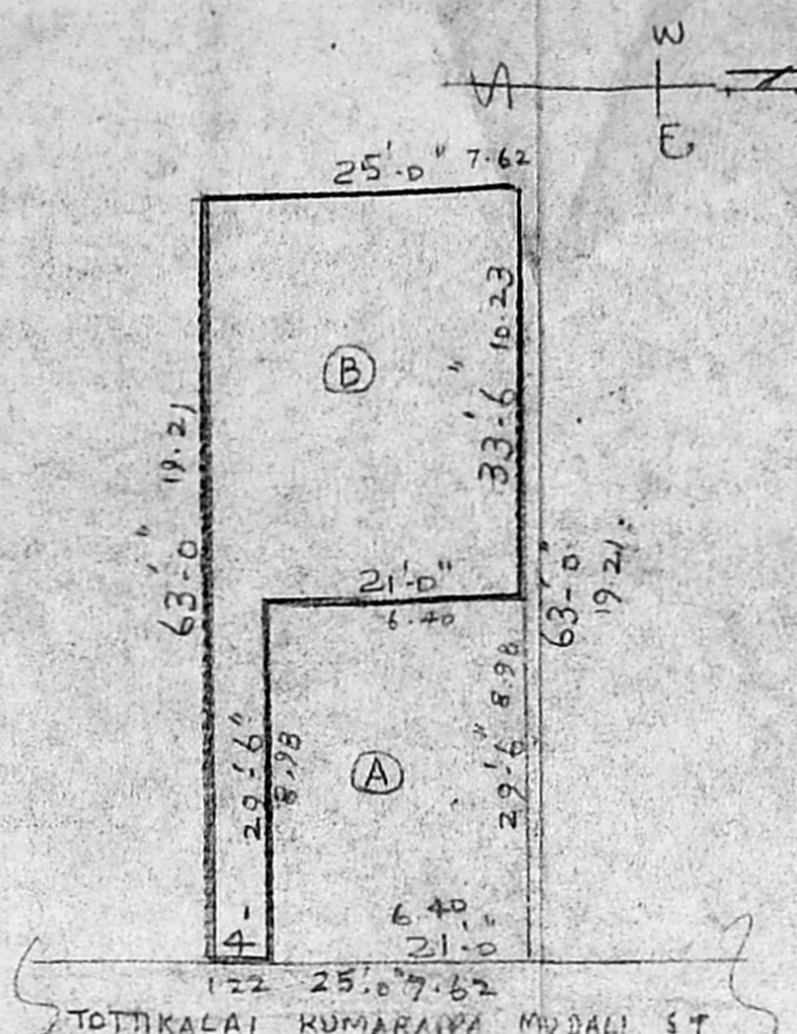 W
N
E
25'-0" 7.62
33'-6" 10.23
B
63'-0" 19.21
21'-0"
6.40
63'-0" 19.21
29'-6" 8.98
A
29'-6" 8.98
6.40
21'-0"
4-
1.22 25'-0" 7.62
TOTTIKALAI KUMARAPPA MUDALI ST